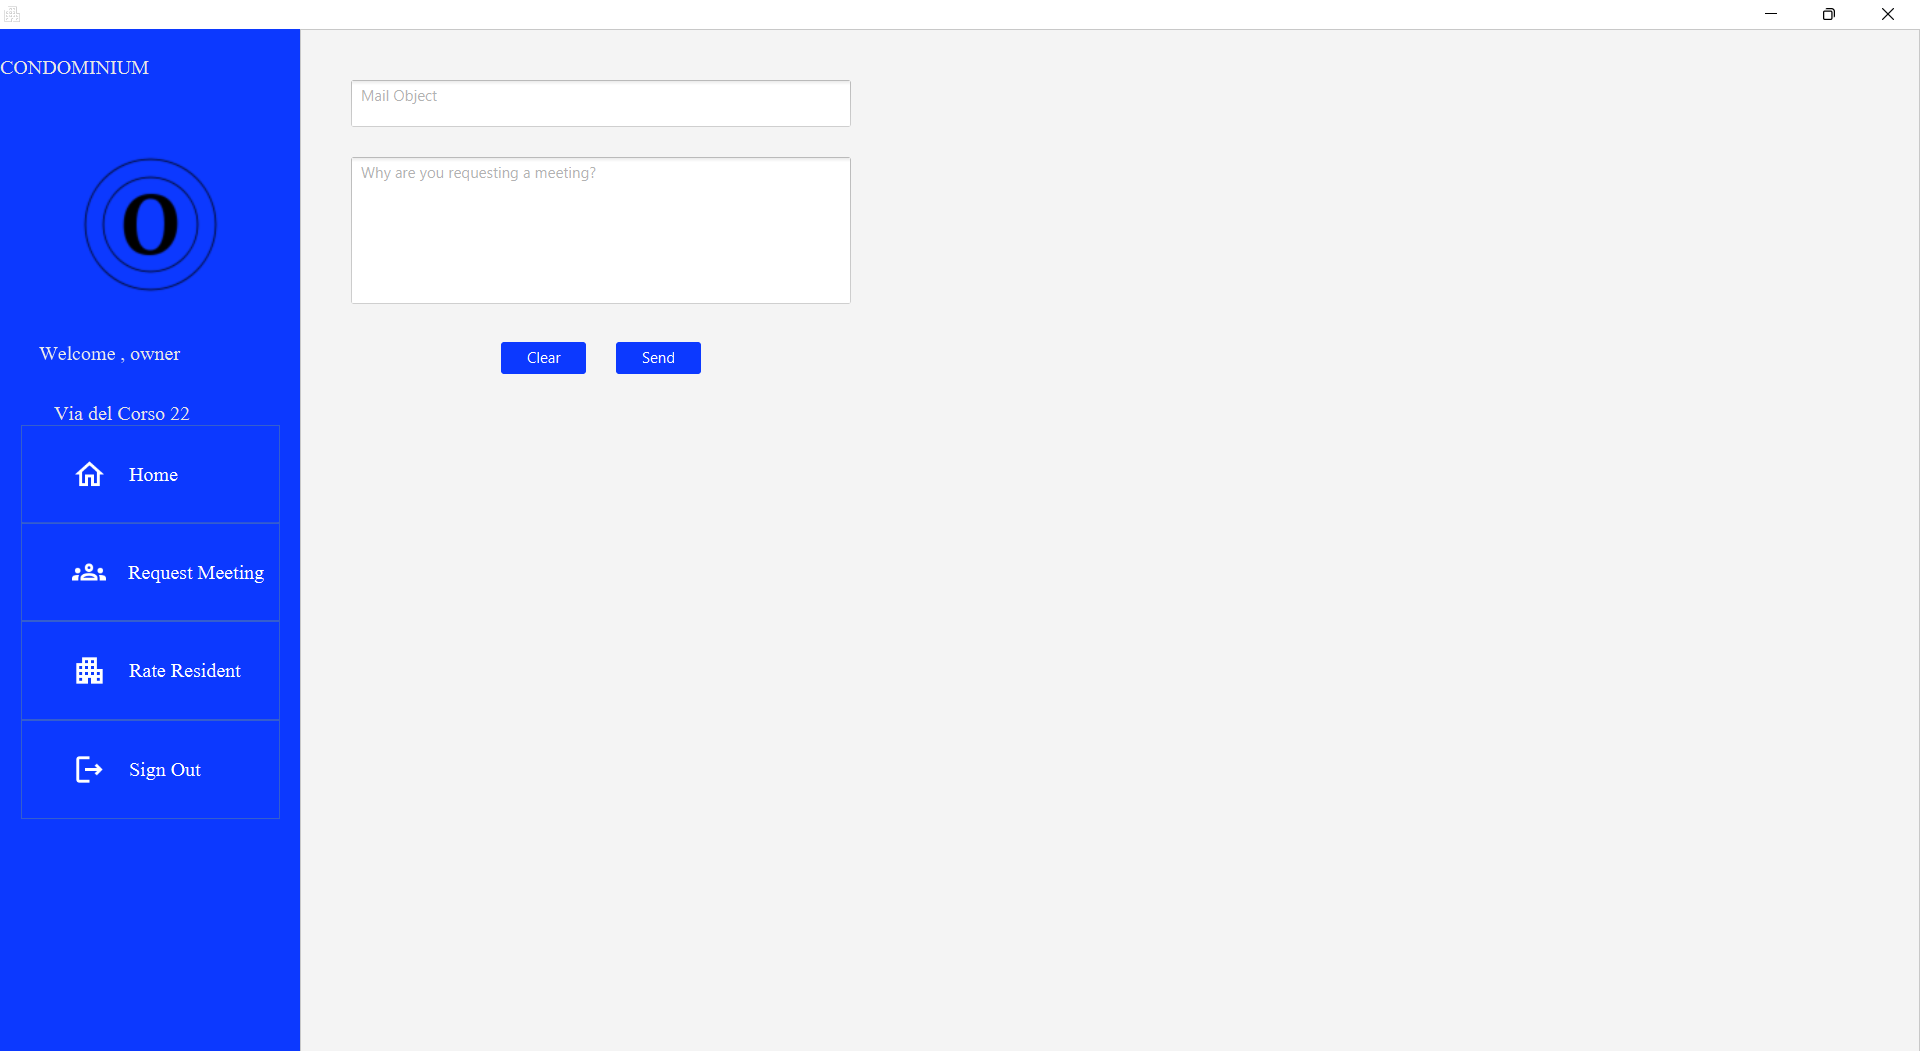 CONDOMINIUM
O
Welcome , owner
Via del Corso 22
Home
Request Meeting
Rate Resident
Sign Out
Mail Object
Why are you requesting a meeting?
Clear
Send